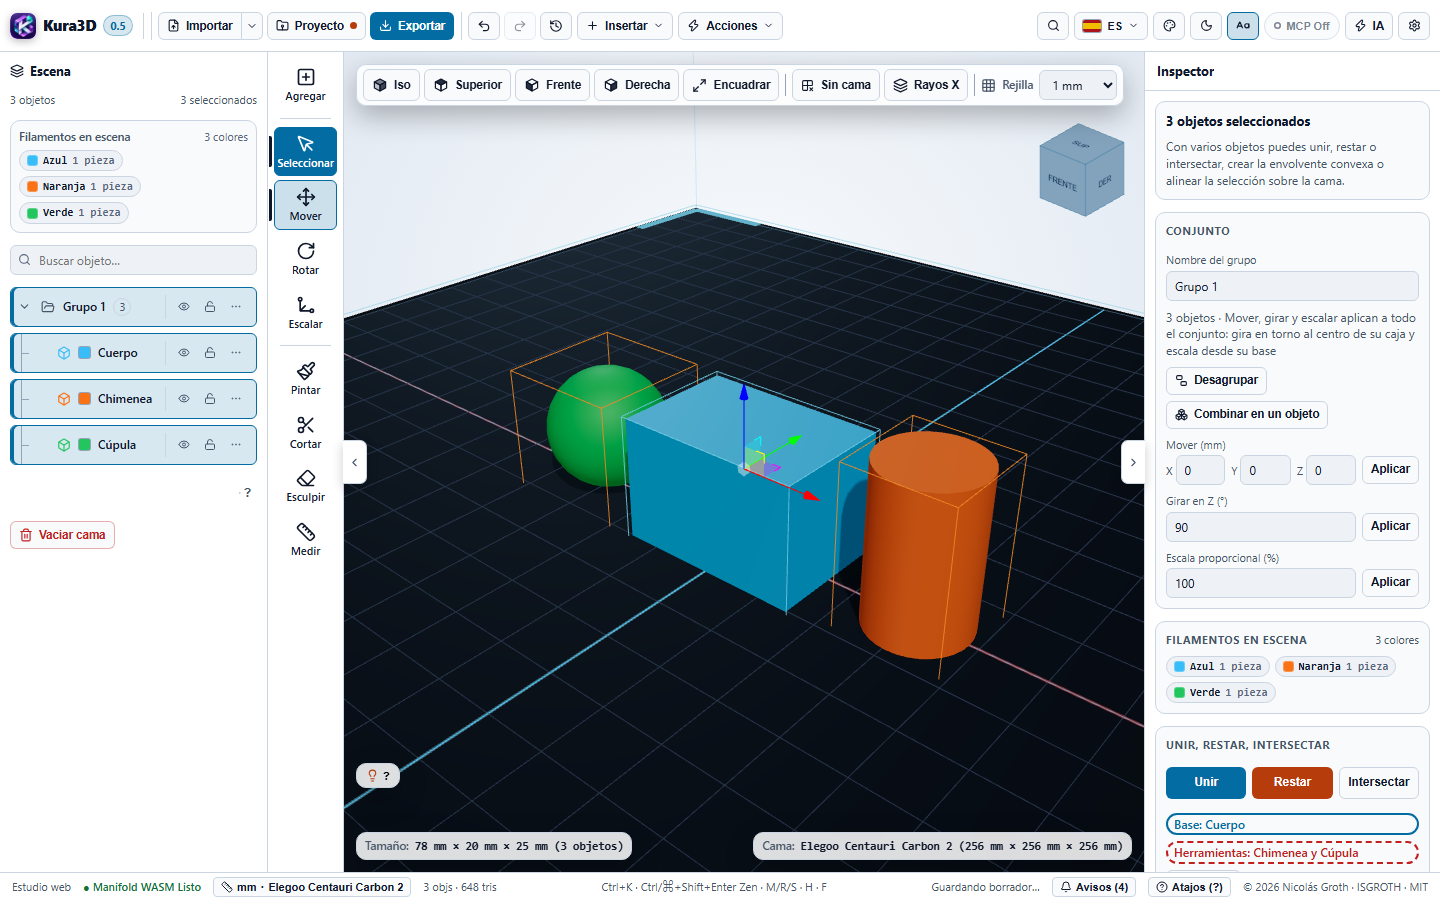 Kura3D 0.5 Importar Proyecto Exportar Insertar Acciones ES Aa MCP Off IA
Escena
3 objetos 3 seleccionados
Filamentos en escena 3 colores
Azul 1 pieza
Naranja 1 pieza
Verde 1 pieza
Buscar objeto...
Grupo 1 3
Cuerpo
Chimenea
Cúpula
?
Vaciar cama
Agregar
Seleccionar
Mover
Rotar
Escalar
Pintar
Cortar
Esculpir
Medir
Iso Superior Frente Derecha Encuadrar Sin cama Rayos X Rejilla 1 mm
SUP
FRENTE DER
?
Tamaño: 78 mm × 20 mm × 25 mm (3 objetos)
Cama: Elegoo Centauri Carbon 2 (256 mm × 256 mm × 256 mm)
Inspector
3 objetos seleccionados
Con varios objetos puedes unir, restar o
intersectar, crear la envolvente convexa o
alinear la selección sobre la cama.
CONJUNTO
Nombre del grupo
Grupo 1
3 objetos · Mover, girar y escalar aplican a todo
el conjunto: gira en torno al centro de su caja y
escala desde su base
Desagrupar
Combinar en un objeto
Mover (mm)
X 0 Y 0 Z 0 Aplicar
Girar en Z (°)
90 Aplicar
Escala proporcional (%)
100 Aplicar
FILAMENTOS EN ESCENA 3 colores
Azul 1 pieza Naranja 1 pieza
Verde 1 pieza
UNIR, RESTAR, INTERSECTAR
Unir Restar Intersectar
Base: Cuerpo
Herramientas: Chimenea y Cúpula
Estudio web ● Manifold WASM Listo mm · Elegoo Centauri Carbon 2 3 objs · 648 tris Ctrl+K · Ctrl/⌘+Shift+Enter Zen · M/R/S · H · F Guardando borrador... Avisos (4) Atajos (?) © 2026 Nicolás Groth · ISGROTH · MIT